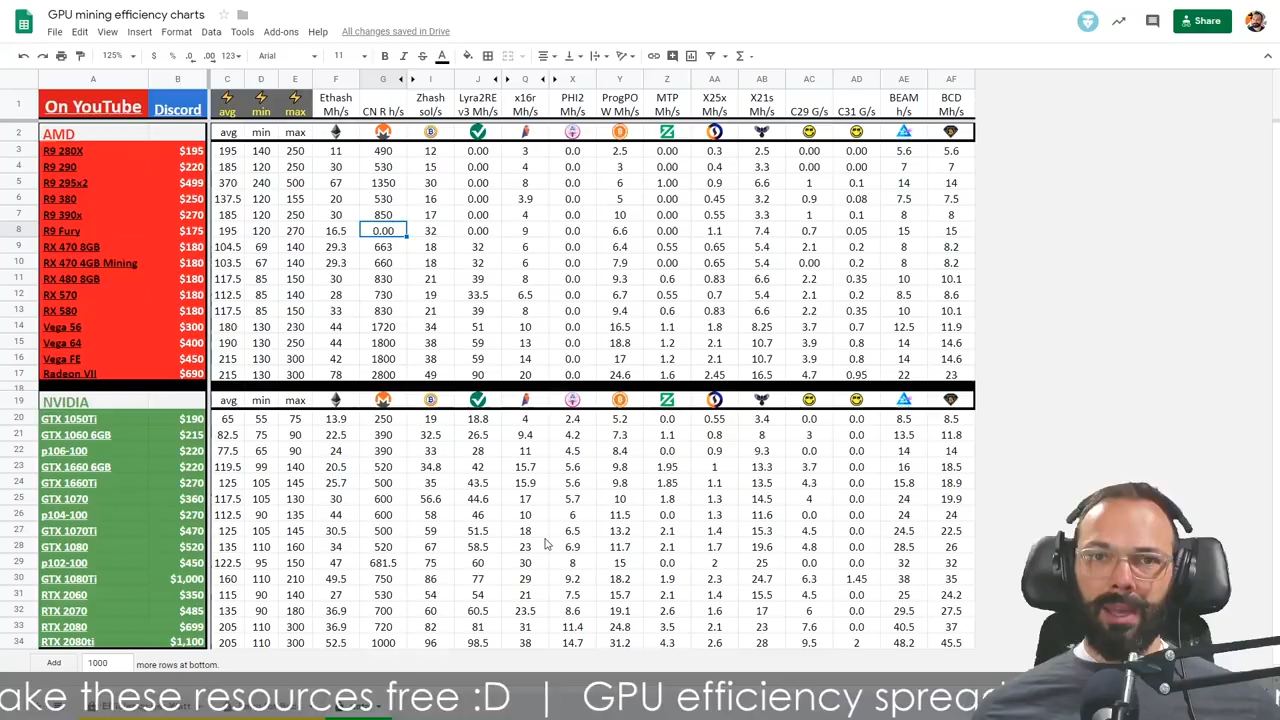 GPU mining efficiency charts
File Edit View Insert Format Data Tools Add-ons Help All changes saved in Drive
Share
125% $ % .0 .00 123 Arial 11 B I S A
A B C D E F G I J Q X Y Z AA AB AC AD AE AF
1 On YouTube Discord avg min max Ethash Mh/s CN R h/s Zhash sol/s Lyra2RE v3 Mh/s x16r Mh/s PHI2 Mh/s ProgPO W Mh/s MTP Mh/s X25x Mh/s X21s Mh/s C29 G/s C31 G/s BEAM h/s BCD Mh/s
2 AMD avg min max
3 R9 280X $195 195 140 250 11 490 12 0.00 3 0.0 2.5 0.00 0.3 2.5 0.00 0.00 5.6 5.6
4 R9 290 $220 185 120 250 30 530 15 0.00 4 0.0 3 0.00 0.4 3.3 0.00 0.00 7 7
5 R9 295x2 $499 370 240 500 67 1350 30 0.00 8 0.0 6 1.00 0.9 6.6 1 0.1 14 14
6 R9 380 $250 137.5 120 155 20 530 16 0.00 3.9 0.0 5 0.00 0.45 3.2 0.9 0.08 7.5 7.5
7 R9 390x $270 185 120 250 30 850 17 0.00 4 0.0 10 0.00 0.55 3.3 1 0.1 8 8
8 R9 Fury $175 195 120 270 16.5 0.00 32 0.00 9 0.0 6.6 0.00 1.1 7.4 0.7 0.05 15 15
9 RX 470 8GB $180 104.5 69 140 29.3 663 18 32 6 0.0 6.4 0.55 0.65 5.4 2.1 0.2 8 8.2
10 RX 470 4GB Mining $180 103.5 67 140 29.3 660 18 32 6 0.0 7.9 0.00 0.65 5.4 0.00 0.2 8 8.2
11 RX 480 8GB $180 117.5 85 150 30 830 21 39 8 0.0 9.3 0.6 0.83 6.6 2.2 0.35 10 10.1
12 RX 570 $180 112.5 85 140 28 730 19 33.5 6.5 0.0 6.7 0.55 0.7 5.4 2.1 0.2 8.5 8.6
13 RX 580 $180 117.5 85 150 33 830 21 39 8 0.0 9.4 0.6 0.83 6.6 2.2 0.35 10 10.1
14 Vega 56 $300 180 130 230 44 1720 34 51 10 0.0 16.5 1.1 1.8 8.25 3.7 0.7 12.5 11.9
15 Vega 64 $400 190 130 250 44 1800 38 59 13 0.0 18.8 1.2 2.1 10.7 3.9 0.8 14 14.6
16 Vega FE $450 215 130 300 42 1800 38 59 14 0.0 17 1.2 2.1 10.7 3.9 0.8 14 14.6
17 Radeon VII $690 215 130 300 78 2800 49 90 20 0.0 24.6 1.6 2.45 16.5 4.7 0.95 22 23
18
19 NVIDIA avg min max
20 GTX 1050Ti $190 65 55 75 13.9 250 19 18.8 4 2.4 5.2 0.0 0.55 3.4 0.0 0.0 8.5 8.5
21 GTX 1060 6GB $215 82.5 75 90 22.5 390 32.5 26.5 9.4 4.2 7.3 1.1 0.8 8 3 0.0 13.5 11.8
22 p106-100 $220 77.5 65 90 24 390 33 28 11 4.5 8.4 0.0 0.9 9.3 0.0 0.0 14 14
23 GTX 1660 6GB $220 119.5 99 140 20.5 520 34.8 42 15.7 5.6 9.8 1.95 1 13.3 3.7 0.0 16 18.5
24 GTX 1660Ti $270 125 105 145 25.7 500 35 43.5 15.9 5.6 9.8 1.85 1.1 13.5 4.3 0.0 15.8 18.9
25 GTX 1070 $360 117.5 105 130 30 600 56.6 44.6 17 5.7 10 1.8 1.3 14.5 4 0.0 24 19.9
26 p104-100 $270 112.5 90 135 44 600 58 46 10 6 11.5 0.0 1.3 11.6 0.0 0.0 24 24
27 GTX 1070Ti $470 125 105 145 30.5 500 59 51.5 18 6.5 13.2 2.1 1.4 15.3 4.5 0.0 24.5 22.5
28 GTX 1080 $520 135 110 160 34 520 67 58.5 23 6.9 11.7 2.1 1.7 19.6 4.8 0.0 28.5 26
29 p102-100 $450 122.5 95 150 47 681.5 75 60 30 8 15 0.0 2 25 0.0 0.0 32 32
30 GTX 1080Ti $1,000 160 110 210 49.5 750 86 77 29 9.2 18.2 1.9 2.3 24.7 6.3 1.45 38 35
31 RTX 2060 $350 115 90 140 27 530 54 54 21 7.5 15.7 2.1 1.4 15.5 4.5 0.0 25 24.2
32 RTX 2070 $485 135 90 180 36.9 700 60 60.5 23.5 8.6 19.1 2.6 1.6 17 6 0.0 29.5 27.5
33 RTX 2080 $699 205 110 300 36.9 720 82 81 31 11.4 24.8 3.5 2.1 23 7.6 0.0 40.5 37
34 RTX 2080ti $1,100 205 110 300 52.5 1000 96 98.5 38 14.7 31.2 4.3 2.6 28 9.5 2 48.2 45.5
Add 1000 more rows at bottom.
ake these resources free :D | GPU efficiency sprea